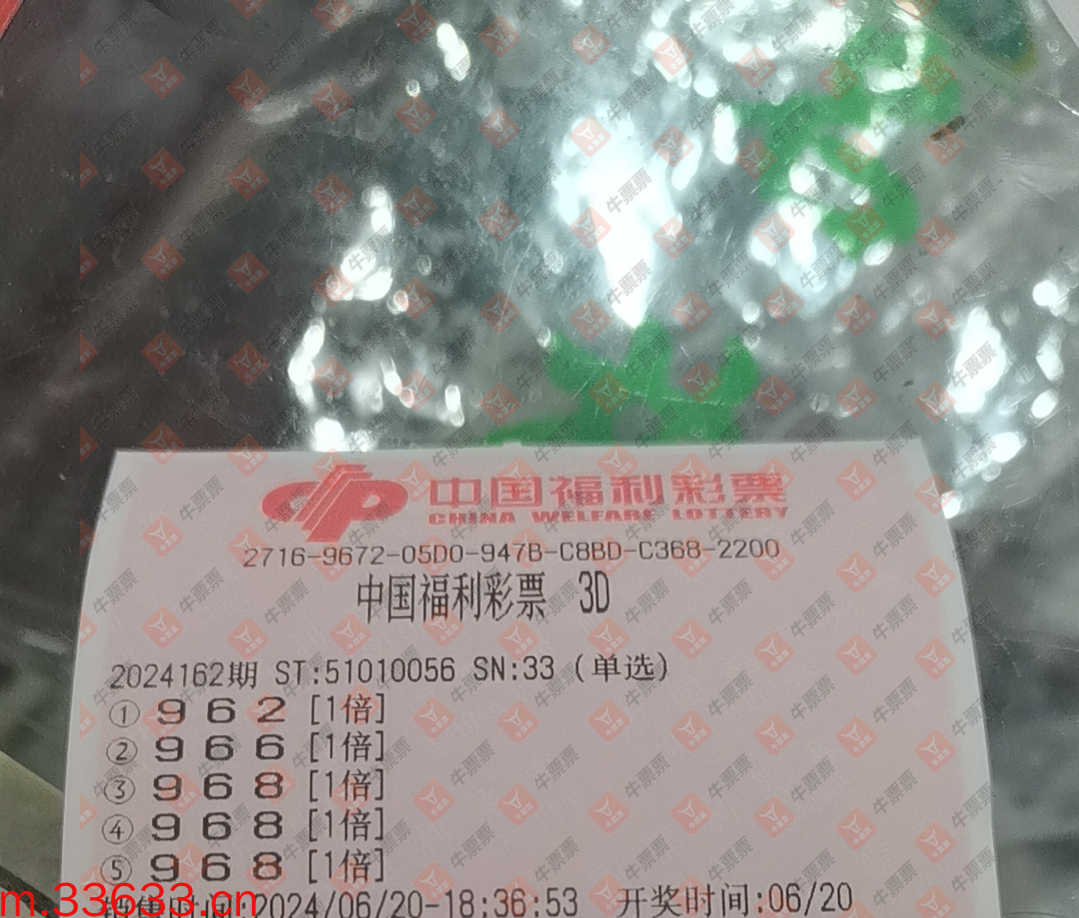 中国福利彩票
CHINA WELFARE LOTTERY
2716-9672-05D0-947B-C8BD-C368-2200
中国福利彩票 3D
2024162期 ST:51010056 SN:33 (单选)
① 9 6 2 [1倍]
② 9 6 6 [1倍]
③ 9 6 8 [1倍]
④ 9 6 8 [1倍]
⑤ 9 6 8 [1倍]
2024/06/20-18:36:53 开奖时间:06/20
m.33633.cn
牛票票